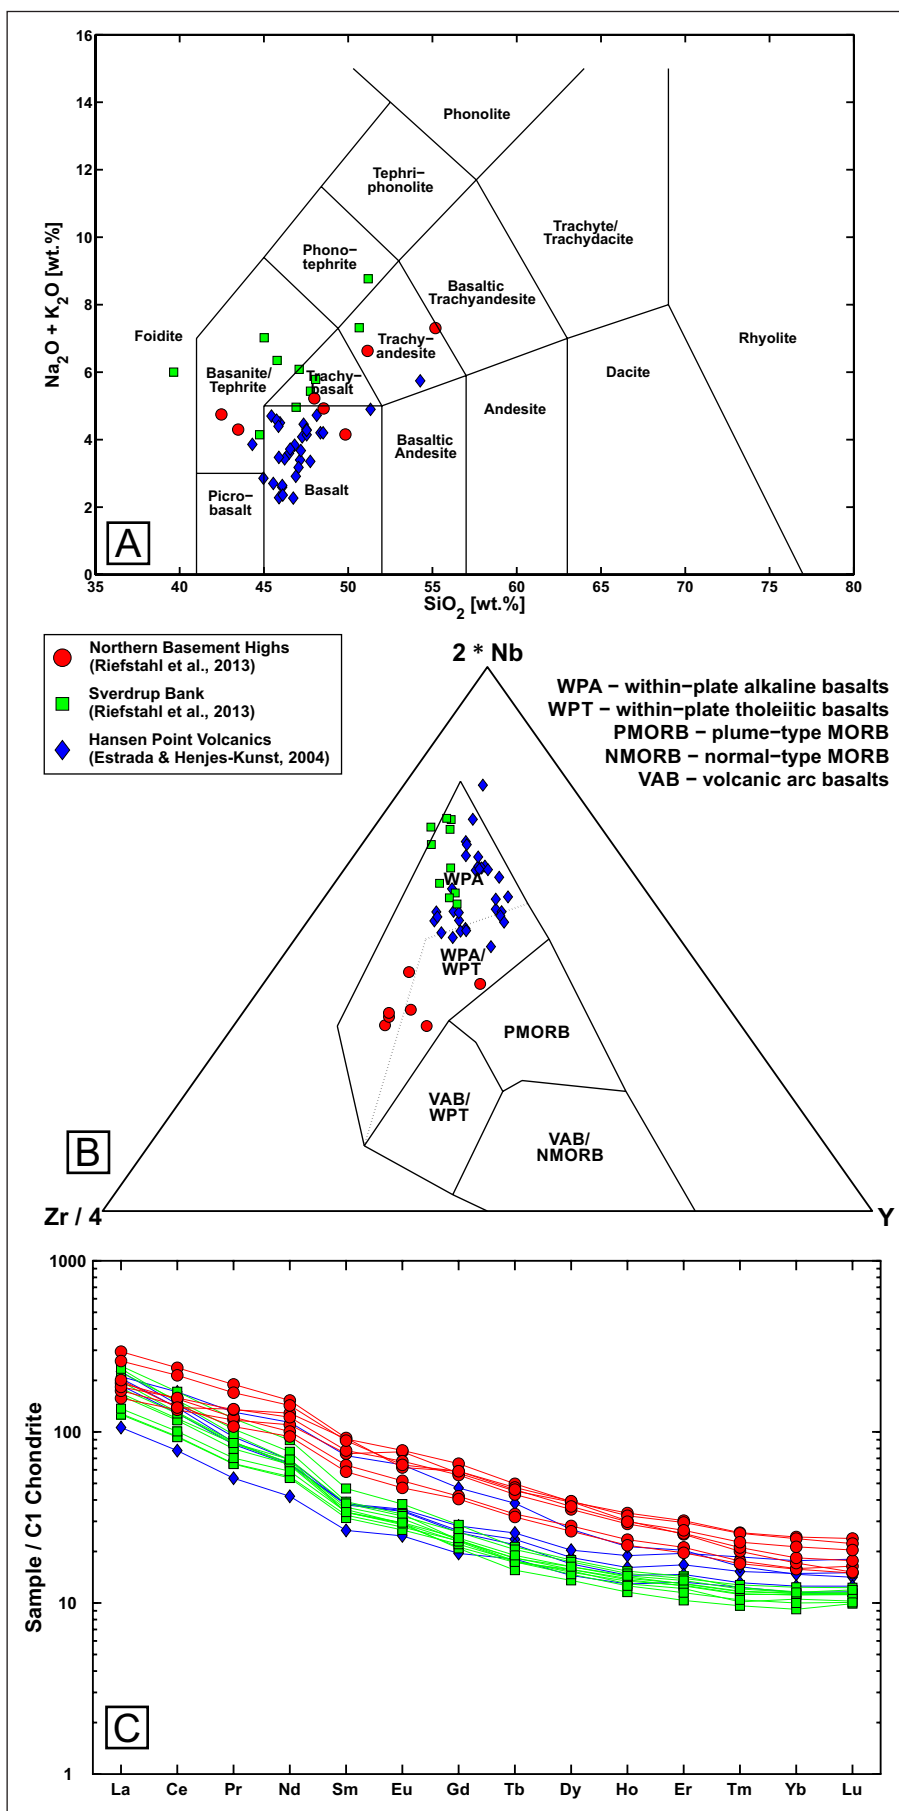 16
14
12
10
8
6
4
2
0
Na2O + K2O [wt.%]
Phonolite
Tephri-
phonolite
Trachyte/
Trachydacite
Phono-
tephrite
Basaltic
Trachyandesite
Foidite
Trachy-
andesite
Rhyolite
Basanite/
Tephrite
Trachy-
basalt
Dacite
Andesite
Basaltic
Andesite
Picro-
basalt
Basalt
A
35 40 45 50 55 60 65 70 75 80
SiO2 [wt.%]
Northern Basement Highs
(Riefstahl et al., 2013)
Sverdrup Bank
(Riefstahl et al., 2013)
Hansen Point Volcanics
(Estrada & Henjes-Kunst, 2004)
2 * Nb
WPA − within−plate alkaline basalts
WPT − within−plate tholeiitic basalts
PMORB − plume−type MORB
NMORB − normal−type MORB
VAB − volcanic arc basalts
WPA
WPA/
WPT
PMORB
VAB/
WPT
VAB/
NMORB
B
Zr / 4
Y
1000
100
10
1
Sample / C1 Chondrite
C
La Ce Pr Nd Sm Eu Gd Tb Dy Ho Er Tm Yb Lu